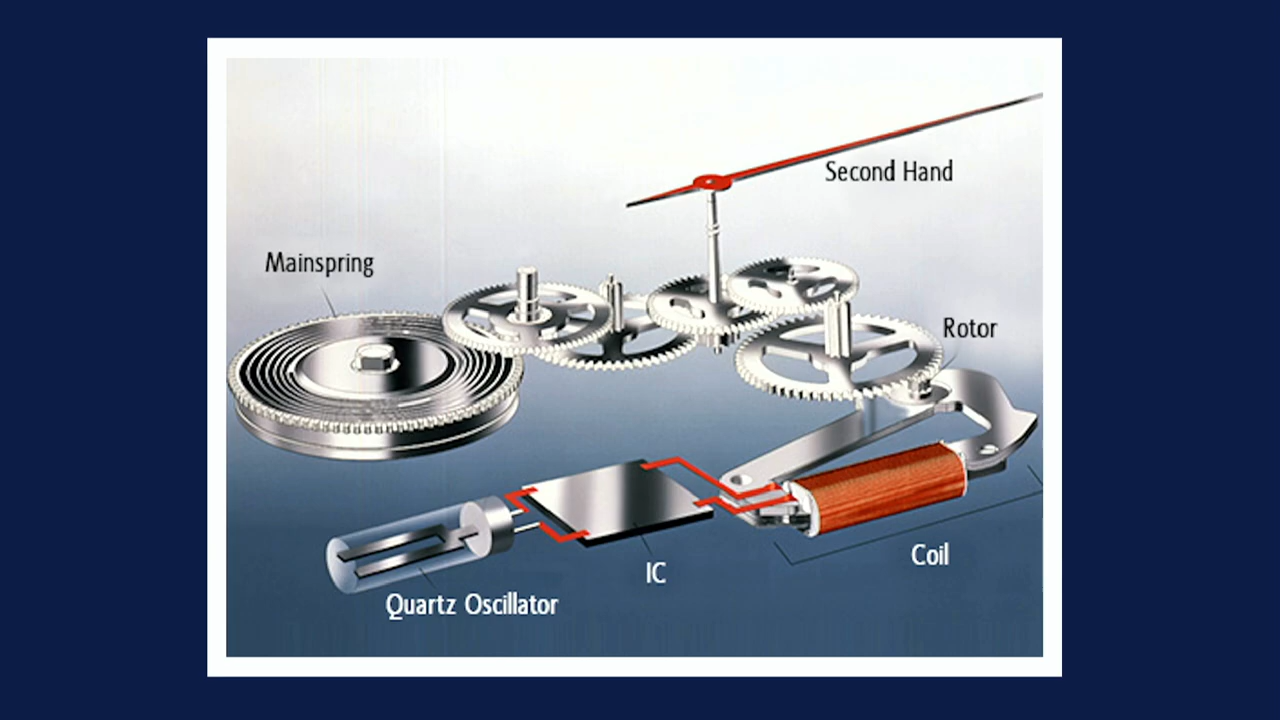 Second Hand
Mainspring
Rotor
Coil
IC
Quartz Oscillator